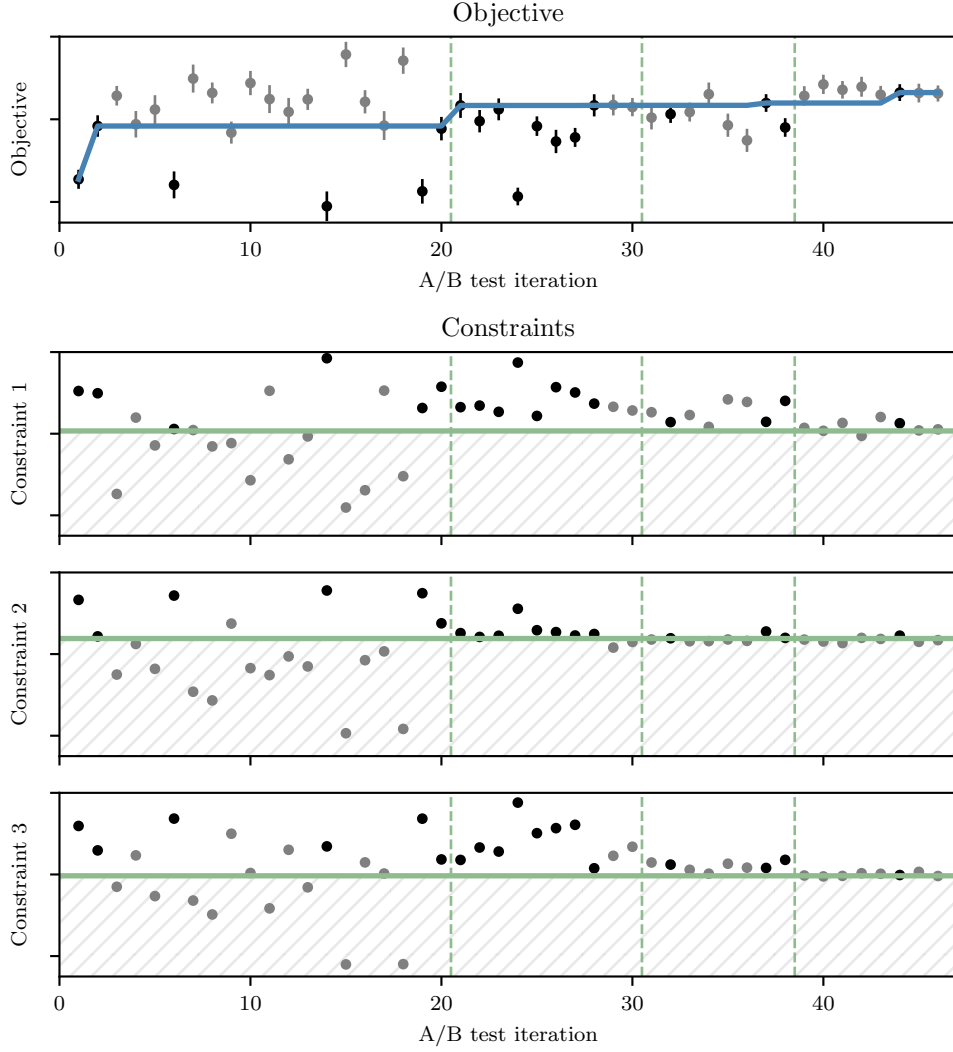 Objective
Objective
0 10 20 30 40
A/B test iteration
Constraints
Constraint 1
Constraint 2
Constraint 3
0 10 20 30 40
A/B test iteration